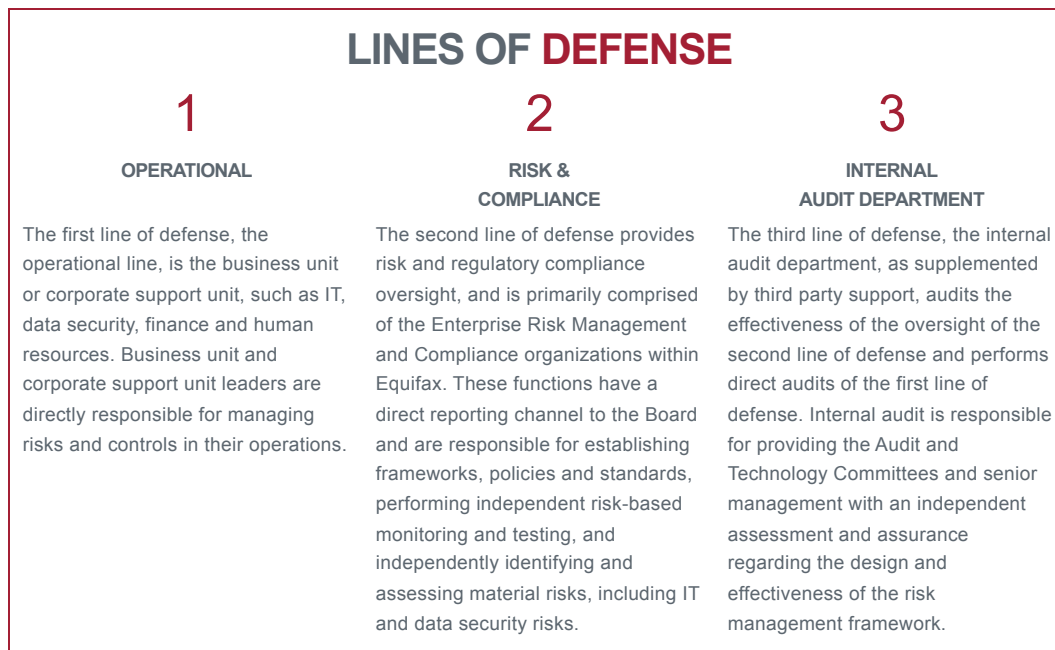 LINES OF DEFENSE
1
OPERATIONAL
The first line of defense, the
operational line, is the business unit
or corporate support unit, such as IT,
data security, finance and human
resources. Business unit and
corporate support unit leaders are
directly responsible for managing
risks and controls in their operations.
2
RISK &
COMPLIANCE
The second line of defense provides
risk and regulatory compliance
oversight, and is primarily comprised
of the Enterprise Risk Management
and Compliance organizations within
Equifax. These functions have a
direct reporting channel to the Board
and are responsible for establishing
frameworks, policies and standards,
performing independent risk-based
monitoring and testing, and
independently identifying and
assessing material risks, including IT
and data security risks.
3
INTERNAL
AUDIT DEPARTMENT
The third line of defense, the internal
audit department, as supplemented
by third party support, audits the
effectiveness of the oversight of the
second line of defense and performs
direct audits of the first line of
defense. Internal audit is responsible
for providing the Audit and
Technology Committees and senior
management with an independent
assessment and assurance
regarding the design and
effectiveness of the risk
management framework.